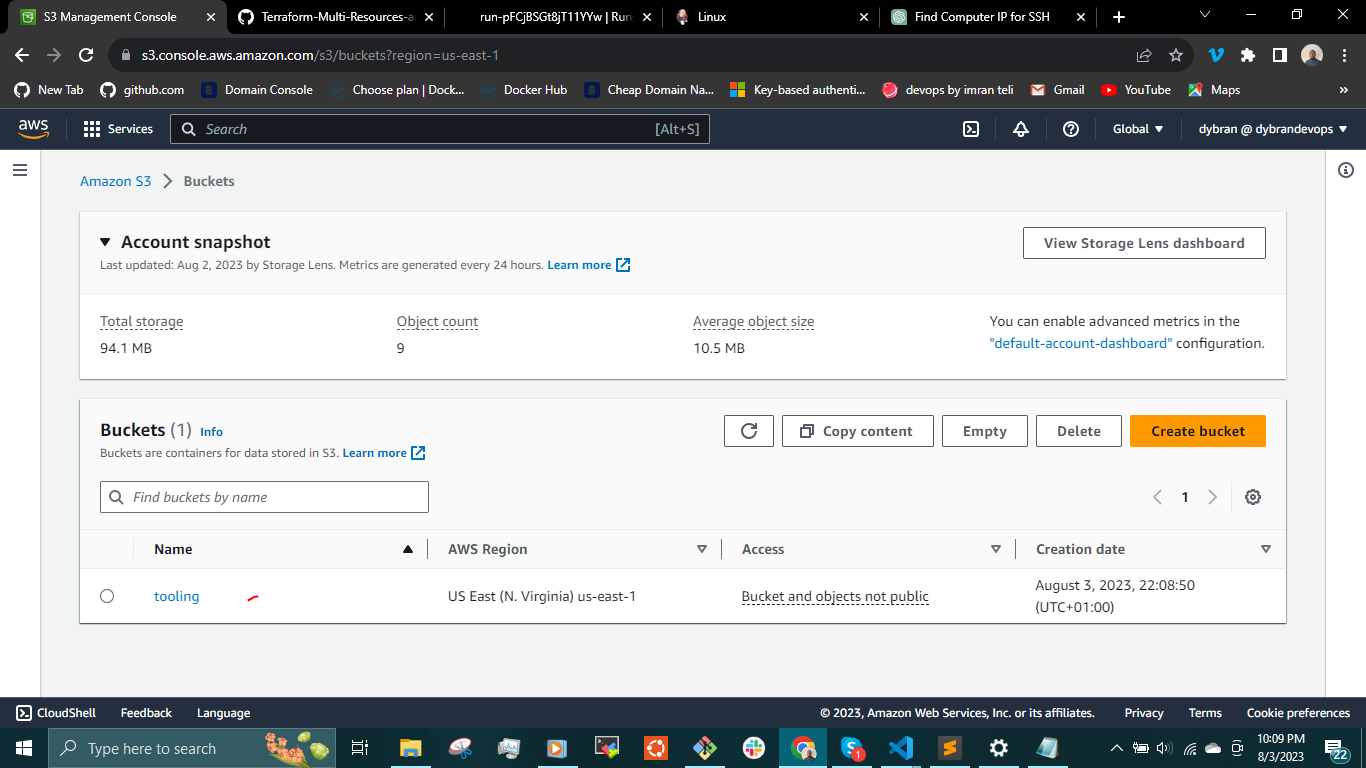 S3 Management Console
Terraform-Multi-Resources-a
run-pFCjBSGt8jT11YYw | Run
Linux
Find Computer IP for SSH
s3.console.aws.amazon.com/s3/buckets?region=us-east-1
New Tab
github.com
Domain Console
Choose plan | Dock...
Docker Hub
Cheap Domain Na...
Key-based authenti...
devops by imran teli
Gmail
YouTube
Maps
»
aws
Services
Search
[Alt+S]
Global
dybran @ dybrandevops
Amazon S3
Buckets
Account snapshot
View Storage Lens dashboard
Last updated: Aug 2, 2023 by Storage Lens. Metrics are generated every 24 hours. Learn more
Total storage
94.1 MB
Object count
9
Average object size
10.5 MB
You can enable advanced metrics in the
"default-account-dashboard" configuration.
Buckets (1) Info
Buckets are containers for data stored in S3. Learn more
Copy content
Empty
Delete
Create bucket
Find buckets by name
1
Name
AWS Region
Access
Creation date
tooling
US East (N. Virginia) us-east-1
Bucket and objects not public
August 3, 2023, 22:08:50
(UTC+01:00)
CloudShell
Feedback
Language
© 2023, Amazon Web Services, Inc. or its affiliates.
Privacy
Terms
Cookie preferences
Type here to search
1
10:09 PM
8/3/2023
22